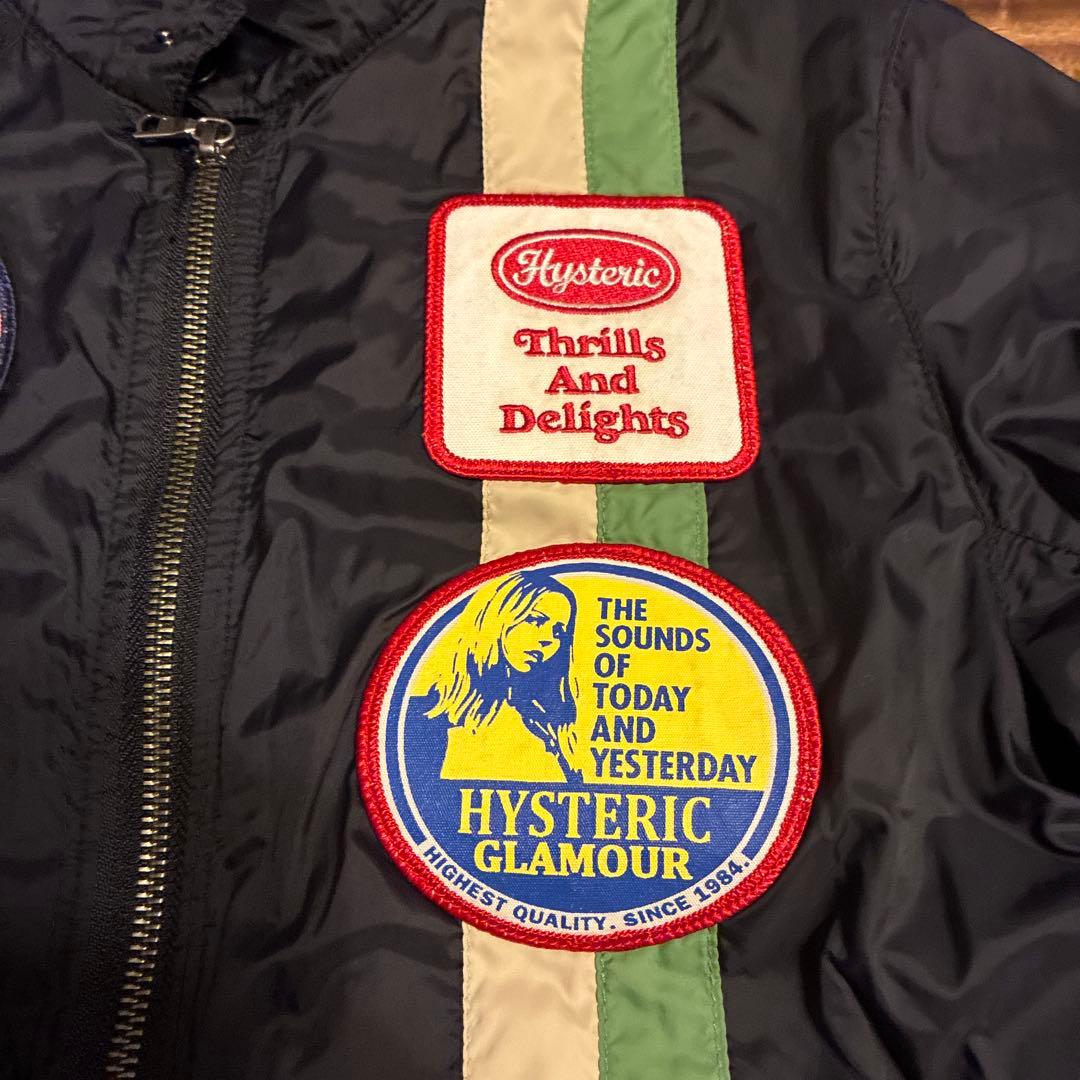 Hysteric
Thrills
And
Delights
THE
SOUNDS
OF
TODAY
AND
YESTERDAY
HYSTERIC
GLAMOUR
HIGHEST QUALITY. SINCE 1984.